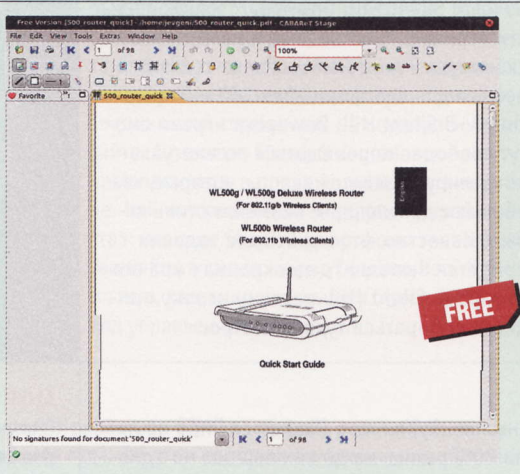 Free Version [500_router_quick] - /home/jevgeni/500_router_quick.pdf - CABAReT Stage
File Edit View Tools Extras Window Help
1 of 98 100%
Favorite 500_router_quick
English
WL500g / WL500g Deluxe Wireless Router
(For 802.11g/b Wireless Clients)
WL500b Wireless Router
(For 802.11b Wireless Clients)
FREE
Quick Start Guide
No signatures found for document '500_router_quick' 1 of 98